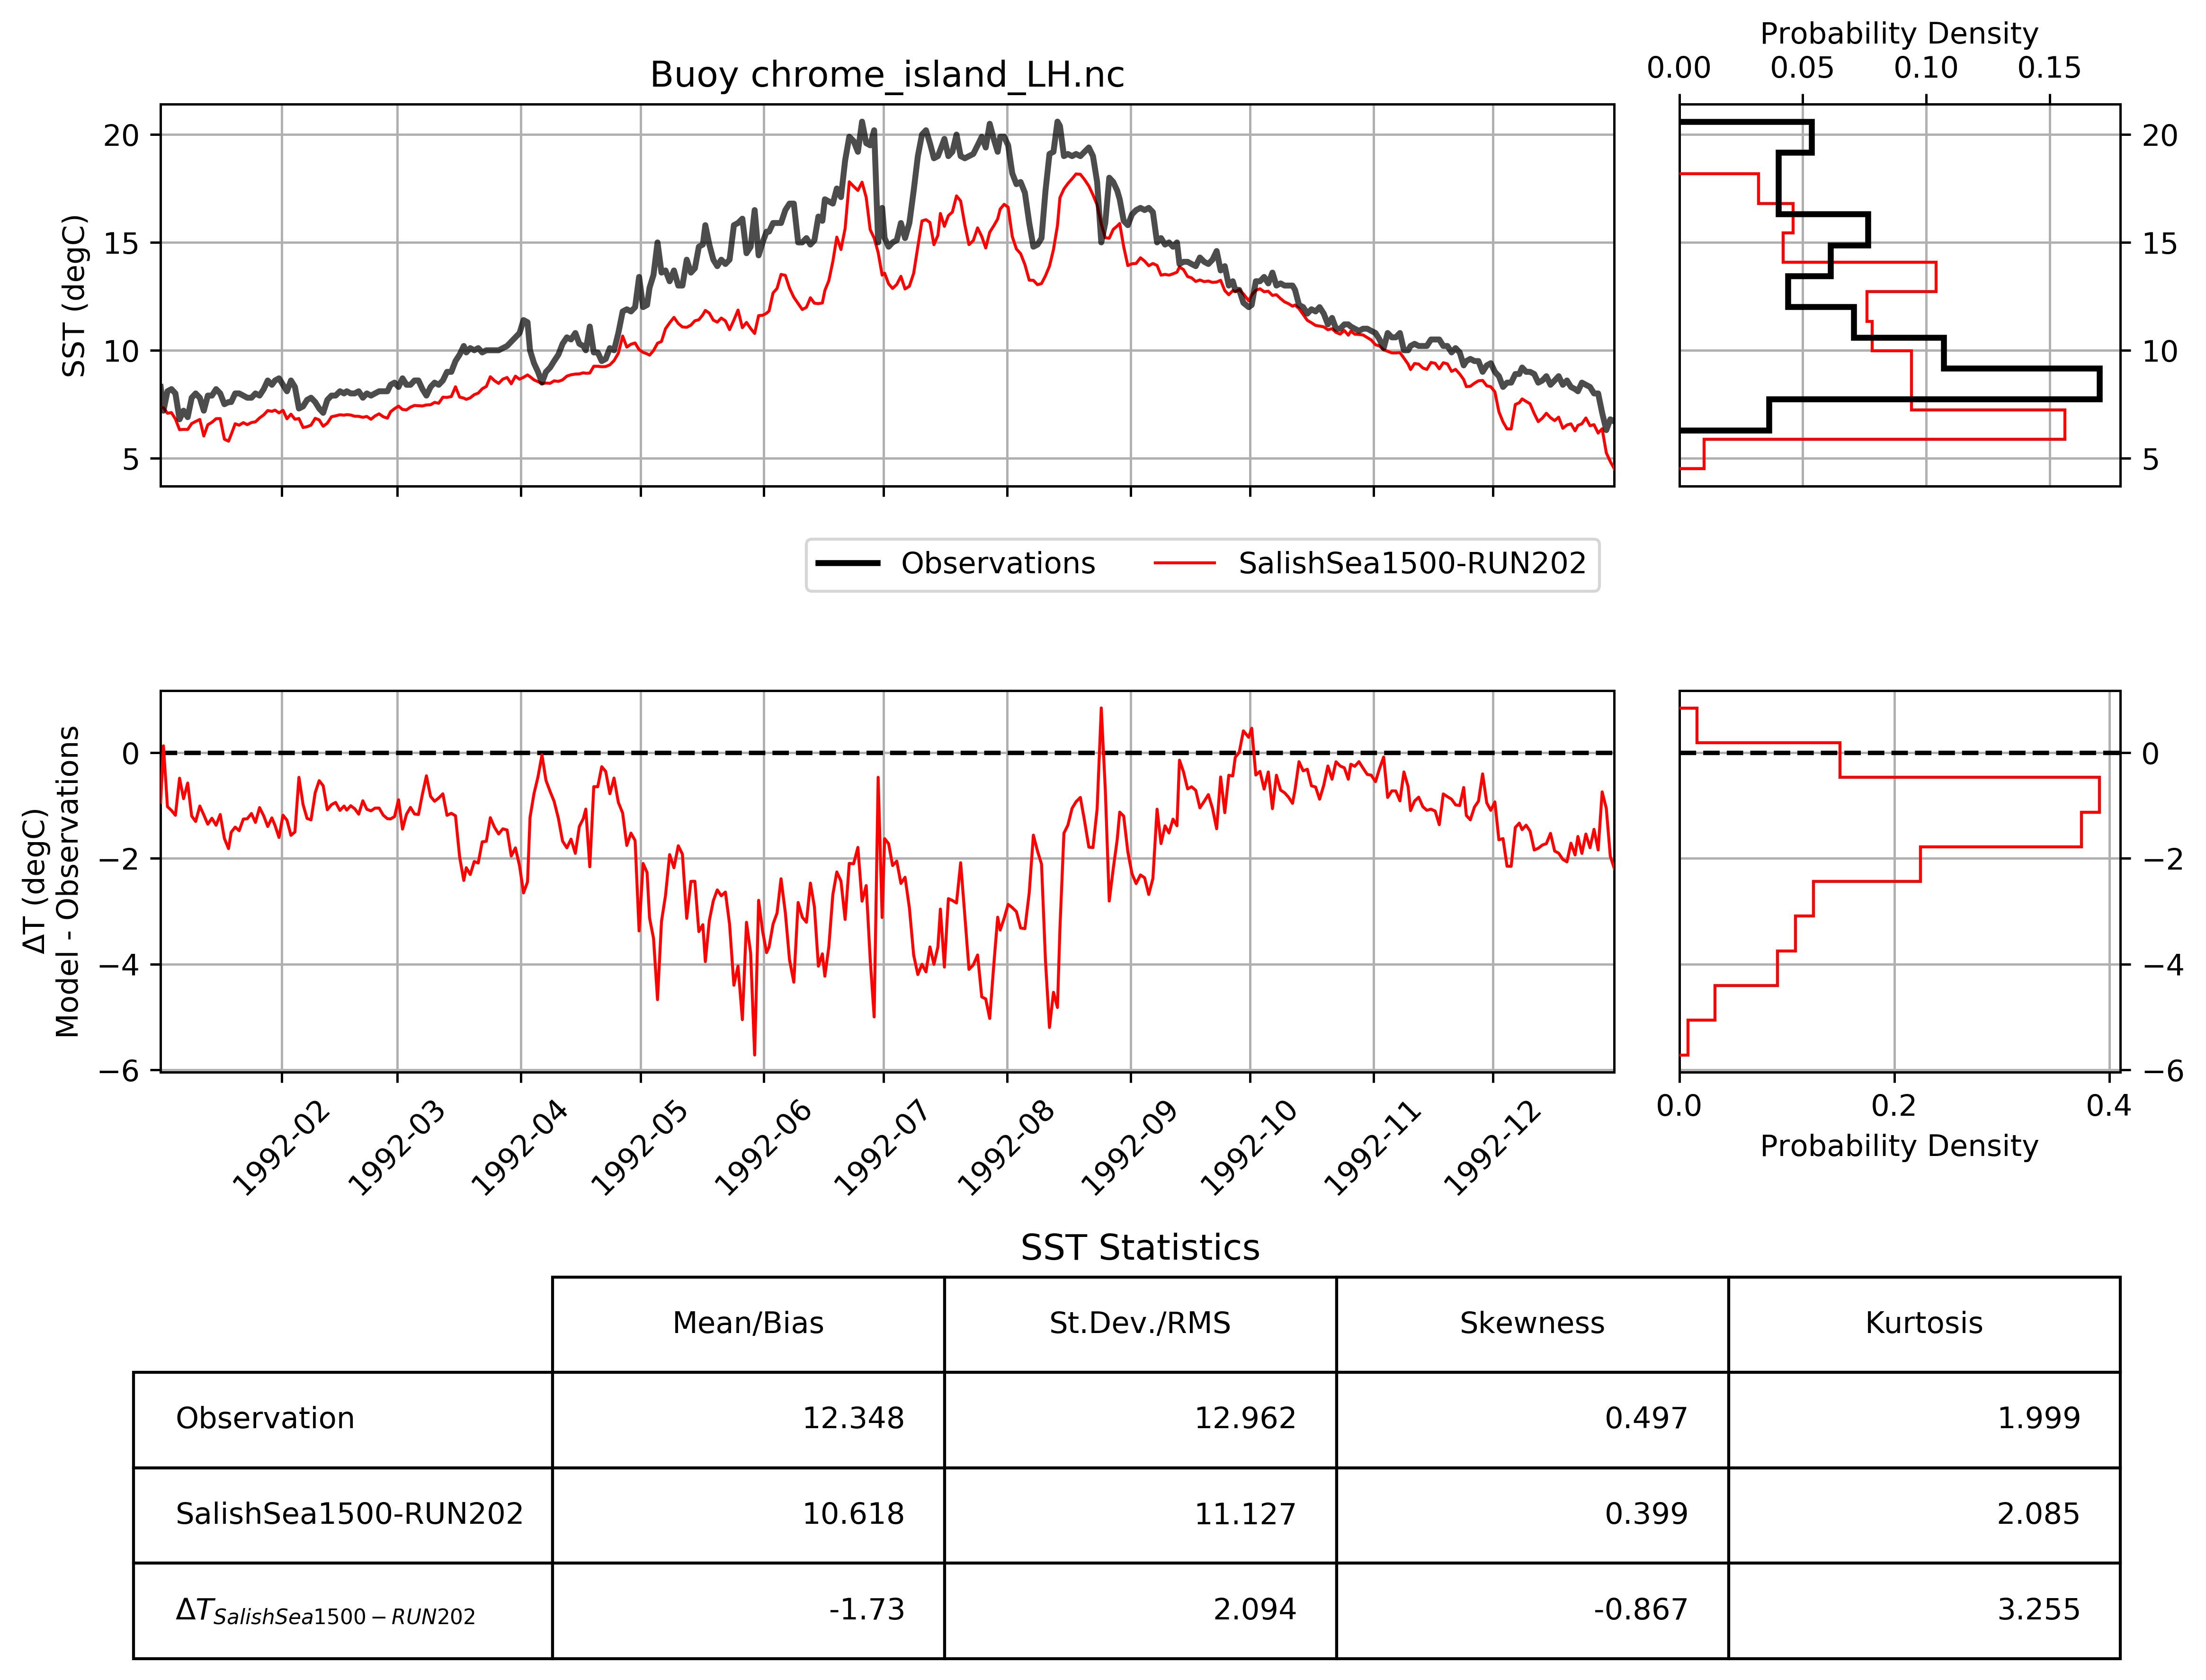 Probability Density
0.00 0.05 0.10 0.15
Buoy chrome_island_LH.nc
SST (degC)
20
15
10
5
20
15
10
5
Observations SalishSea1500-RUN202
ΔT (degC)
Model - Observations
0
−2
−4
−6
0
−2
−4
−6
1992-02 1992-03 1992-04 1992-05 1992-06 1992-07 1992-08 1992-09 1992-10 1992-11 1992-12
0.0 0.2 0.4
Probability Density
SST Statistics
Mean/Bias St.Dev./RMS Skewness Kurtosis
Observation 12.348 12.962 0.497 1.999
SalishSea1500-RUN202 10.618 11.127 0.399 2.085
ΔT SalishSea1500−RUN202 -1.73 2.094 -0.867 3.255